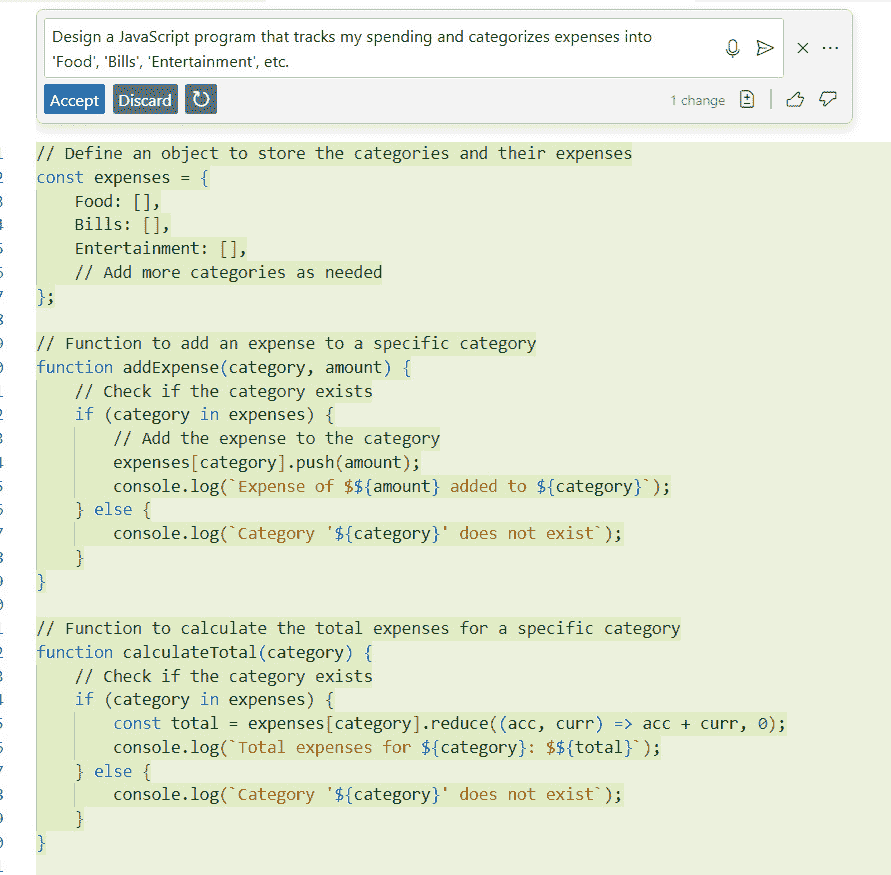 Design a JavaScript program that tracks my spending and categorizes expenses into
'Food', 'Bills', 'Entertainment', etc.
Accept Discard
1 change
// Define an object to store the categories and their expenses
const expenses = {
    Food: [],
    Bills: [],
    Entertainment: [],
    // Add more categories as needed
};

// Function to add an expense to a specific category
function addExpense(category, amount) {
    // Check if the category exists
    if (category in expenses) {
        // Add the expense to the category
        expenses[category].push(amount);
        console.log(`Expense of $${amount} added to ${category}`);
    } else {
        console.log(`Category '${category}' does not exist`);
    }
}

// Function to calculate the total expenses for a specific category
function calculateTotal(category) {
    // Check if the category exists
    if (category in expenses) {
        const total = expenses[category].reduce((acc, curr) => acc + curr, 0);
        console.log(`Total expenses for ${category}: $${total}`);
    } else {
        console.log(`Category '${category}' does not exist`);
    }
}